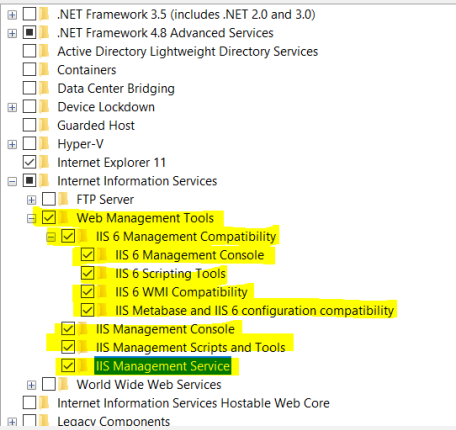 .NET Framework 3.5 (includes .NET 2.0 and 3.0)
.NET Framework 4.8 Advanced Services
Active Directory Lightweight Directory Services
Containers
Data Center Bridging
Device Lockdown
Guarded Host
Hyper-V
Internet Explorer 11
Internet Information Services
FTP Server
Web Management Tools
IIS 6 Management Compatibility
IIS 6 Management Console
IIS 6 Scripting Tools
IIS 6 WMI Compatibility
IIS Metabase and IIS 6 configuration compatibility
IIS Management Console
IIS Management Scripts and Tools
IIS Management Service
World Wide Web Services
Internet Information Services Hostable Web Core
Legacy Components